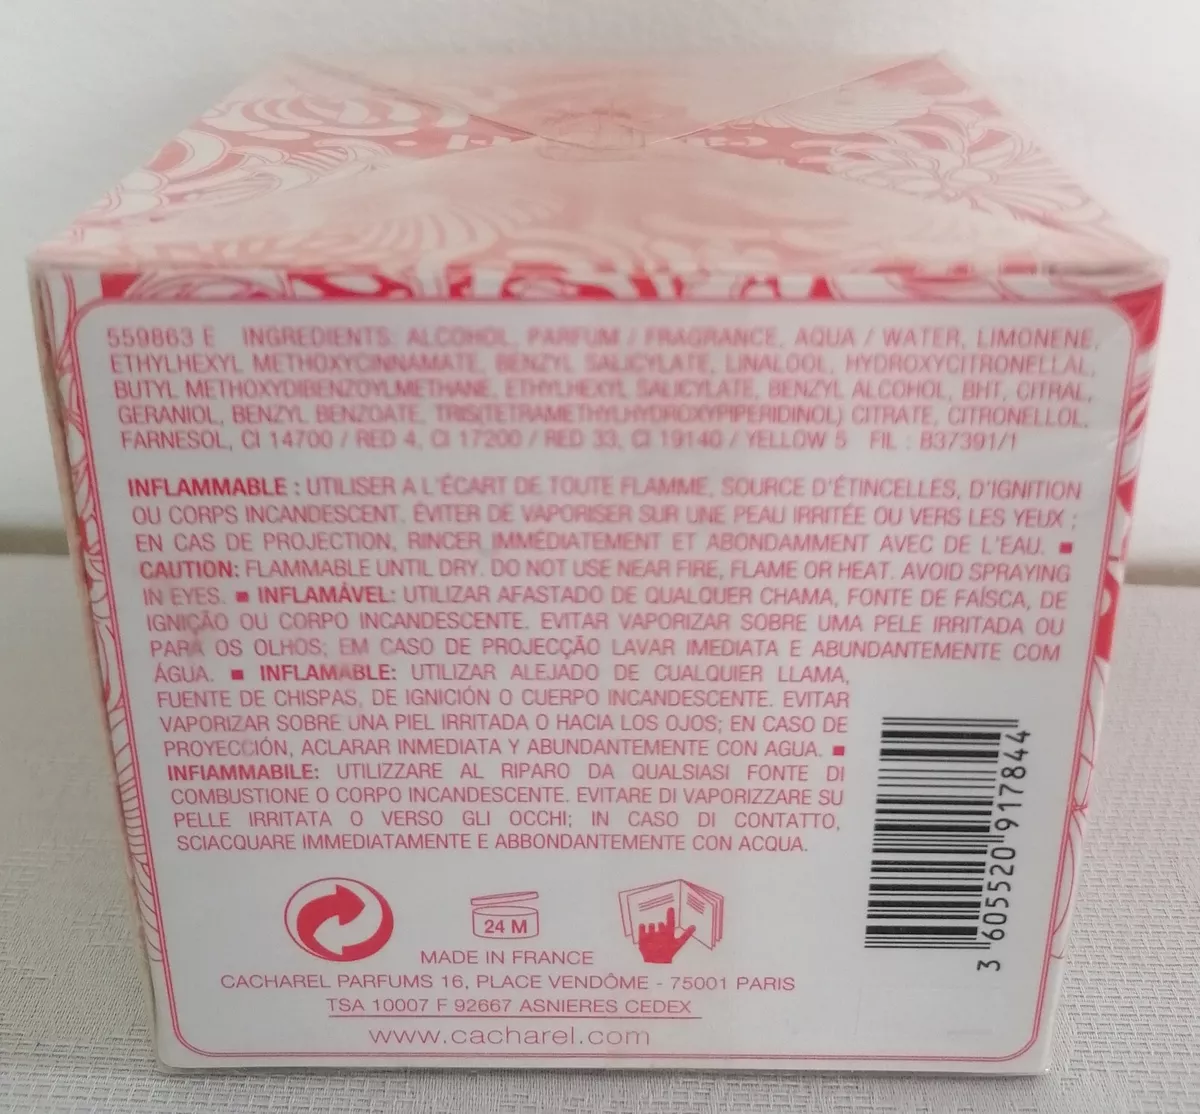 559863 E INGREDIENTS: ALCOHOL, PARFUM / FRAGRANCE, AQUA / WATER, LIMONENE,
ETHYLHEXYL METHOXYCINNAMATE, BENZYL SALICYLATE, LINALOOL, HYDROXYCITRONELLAL,
BUTYL METHOXYDIBENZOYLMETHANE, ETHYLHEXYL SALICYLATE, BENZYL ALCOHOL, BHT, CITRAL,
GERANIOL, BENZYL BENZOATE, TRIS(TETRAMETHYLHYDROXYPIPERIDINOL) CITRATE, CITRONELLOL,
FARNESOL, CI 14700 / RED 4, CI 17200 / RED 33, CI 19140 / YELLOW 5 FIL : B37391/1
INFLAMMABLE : UTILISER A L'ÉCART DE TOUTE FLAMME, SOURCE D'ÉTINCELLES, D'IGNITION
OU CORPS INCANDESCENT. ÉVITER DE VAPORISER SUR UNE PEAU IRRITÉE OU VERS LES YEUX ;
EN CAS DE PROJECTION, RINCER IMMÉDIATEMENT ET ABONDAMMENT AVEC DE L'EAU. ■
CAUTION: FLAMMABLE UNTIL DRY. DO NOT USE NEAR FIRE, FLAME OR HEAT. AVOID SPRAYING
IN EYES. ■ INFLAMÁVEL: UTILIZAR AFASTADO DE QUALQUER CHAMA, FONTE DE FAÍSCA, DE
IGNIÇÃO OU CORPO INCANDESCENTE. EVITAR VAPORIZAR SOBRE UMA PELE IRRITADA OU
PARA OS OLHOS; EM CASO DE PROJECÇÃO LAVAR IMEDIATA E ABUNDANTEMENTE COM
ÁGUA. ■ INFLAMABLE: UTILIZAR ALEJADO DE CUALQUIER LLAMA,
FUENTE DE CHISPAS, DE IGNICIÓN O CUERPO INCANDESCENTE. EVITAR
VAPORIZAR SOBRE UNA PIEL IRRITADA O HACIA LOS OJOS; EN CASO DE
PROYECCIÓN, ACLARAR INMEDIATA Y ABUNDANTEMENTE CON AGUA. ■
INFIAMMABILE: UTILIZZARE AL RIPARO DA QUALSIASI FONTE DI
COMBUSTIONE O CORPO INCANDESCENTE. EVITARE DI VAPORIZZARE SU
PELLE IRRITATA O VERSO GLI OCCHI; IN CASO DI CONTATTO,
SCIACQUARE IMMEDIATAMENTE E ABBONDANTEMENTE CON ACQUA.
3 605520 917844
24 M
MADE IN FRANCE
CACHAREL PARFUMS 16, PLACE VENDÔME - 75001 PARIS
TSA 10007 F 92667 ASNIERES CEDEX
www.cacharel.com